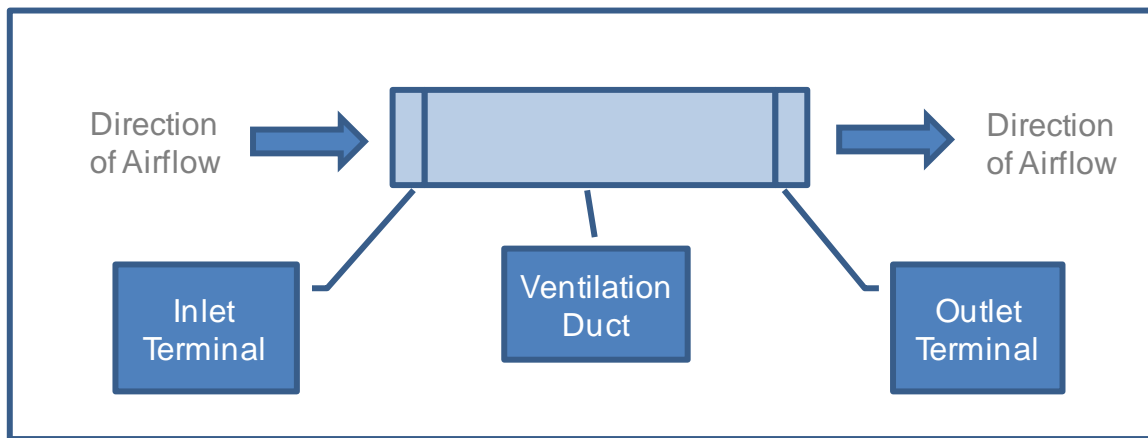 Direction
of Airflow
Direction
of Airflow
Inlet
Terminal
Ventilation
Duct
Outlet
Terminal